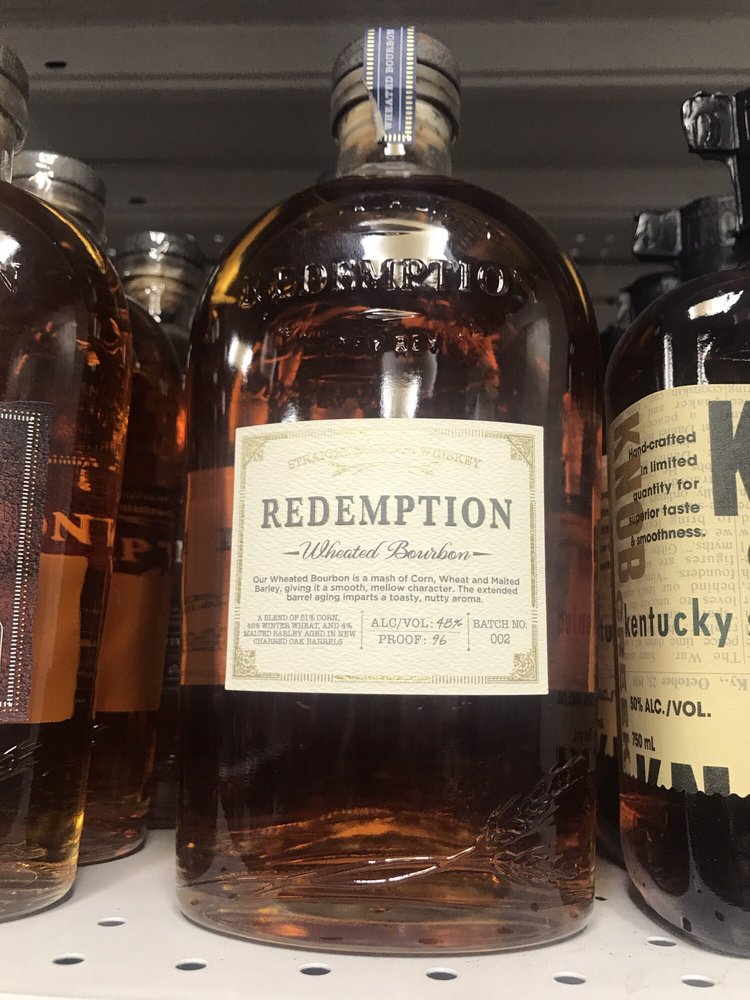 WHEATED BOURBON
REDEMPTION
STRAIGHT BOURBON WHISKEY
REDEMPTION
Wheated Bourbon
Our Wheated Bourbon is a mash of Corn, Wheat and Malted
Barley, giving it a smooth, mellow character. The extended
barrel aging imparts a toasty, nutty aroma.
A BLEND OF 51% CORN,
45% WINTER WHEAT, AND 4%
MALTED BARLEY AGED IN NEW
CHARRED OAK BARRELS
ALC/VOL: 48%
PROOF: 96
BATCH NO:
002
Hand-crafted
in limited
quantity for
superior taste
& smoothness.
KNOB
kentucky
50% ALC./VOL.
750 mL